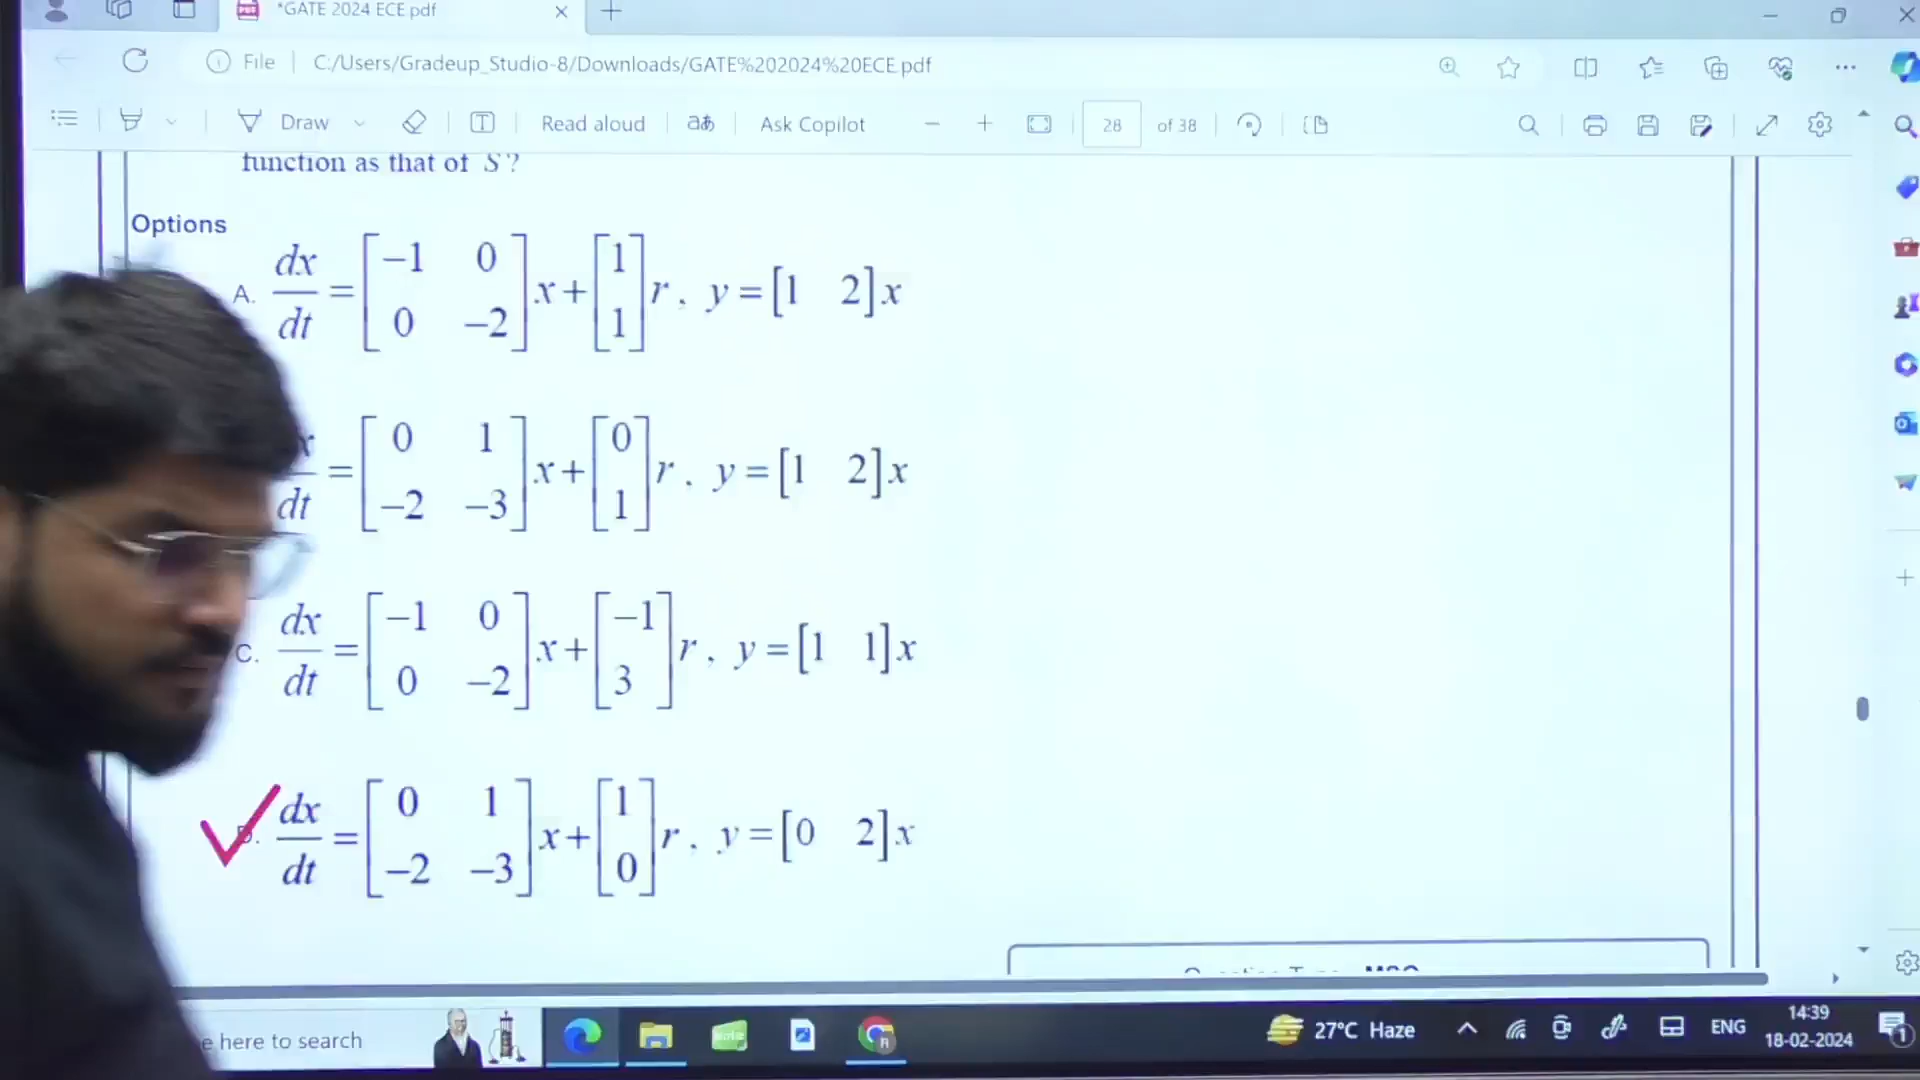 *GATE 2024 ECE.pdf
File C:/Users/Gradeup_Studio-8/Downloads/GATE%202024%20ECE.pdf
Draw Read aloud aあ Ask Copilot 28 of 38
function as that of S?
Options
A. dx/dt = [−1 0; 0 −2] x + [1; 1] r , y = [1 2] x
dt = [0 1; −2 −3] x + [0; 1] r , y = [1 2] x
C. dx/dt = [−1 0; 0 −2] x + [−1; 3] r , y = [1 1] x
dx/dt = [0 1; −2 −3] x + [1; 0] r , y = [0 2] x
e here to search
27°C Haze ENG 14:39
18-02-2024
1